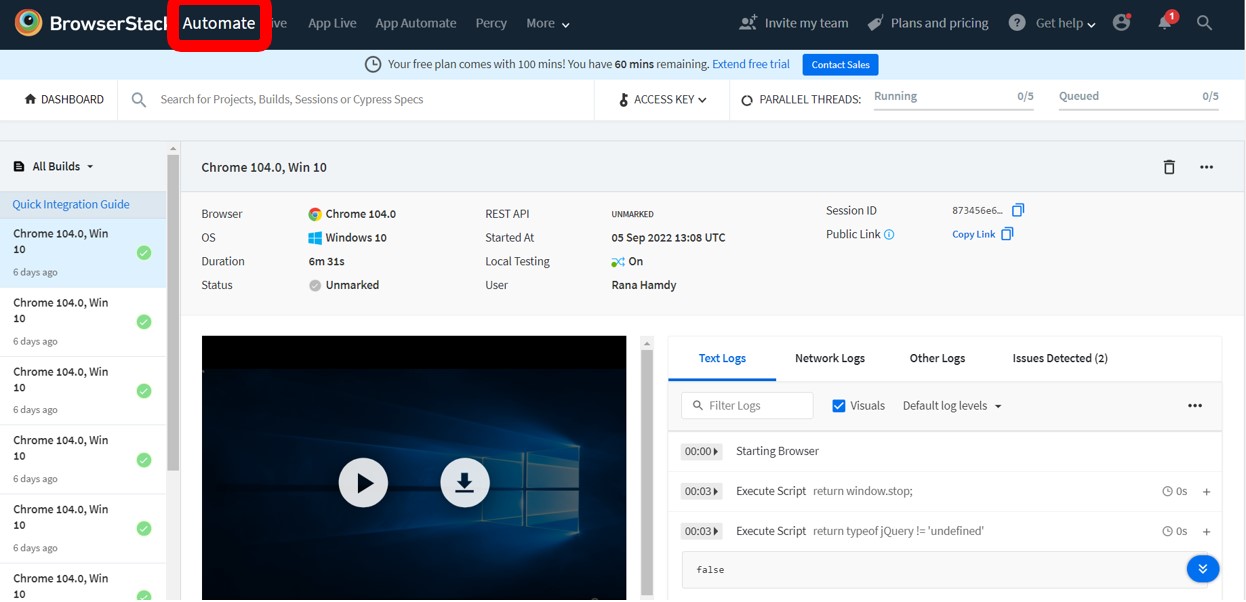 BrowserStack Automate ive App Live App Automate Percy More Invite my team Plans and pricing ? Get help 1
Your free plan comes with 100 mins! You have 60 mins remaining. Extend free trial Contact Sales
DASHBOARD Search for Projects, Builds, Sessions or Cypress Specs ACCESS KEY PARALLEL THREADS: Running 0/5 Queued 0/5
All Builds
Quick Integration Guide
Chrome 104.0, Win
10
6 days ago
Chrome 104.0, Win
10
6 days ago
Chrome 104.0, Win
10
6 days ago
Chrome 104.0, Win
10
6 days ago
Chrome 104.0, Win
10
6 days ago
Chrome 104.0, Win
10
Chrome 104.0, Win 10
Browser Chrome 104.0
OS Windows 10
Duration 6m 31s
Status Unmarked
REST API UNMARKED
Started At 05 Sep 2022 13:08 UTC
Local Testing On
User Rana Hamdy
Session ID 873456e6...
Public Link Copy Link
Text Logs Network Logs Other Logs Issues Detected (2)
Filter Logs Visuals Default log levels
00:00 Starting Browser
00:03 Execute Script return window.stop; 0s +
00:03 Execute Script return typeof jQuery != 'undefined' 0s +
false